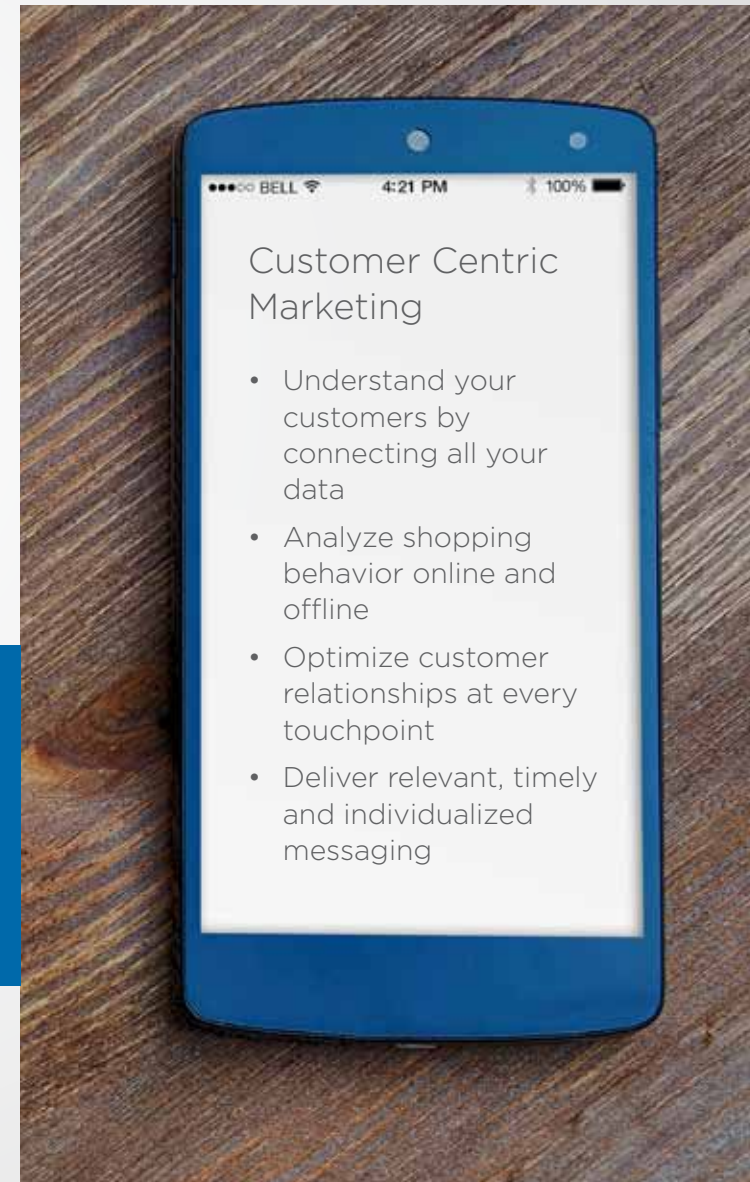 ●●●○○ BELL 4:21 PM 100%
Customer Centric
Marketing
• Understand your
customers by
connecting all your
data
• Analyze shopping
behavior online and
offline
• Optimize customer
relationships at every
touchpoint
• Deliver relevant, timely
and individualized
messaging